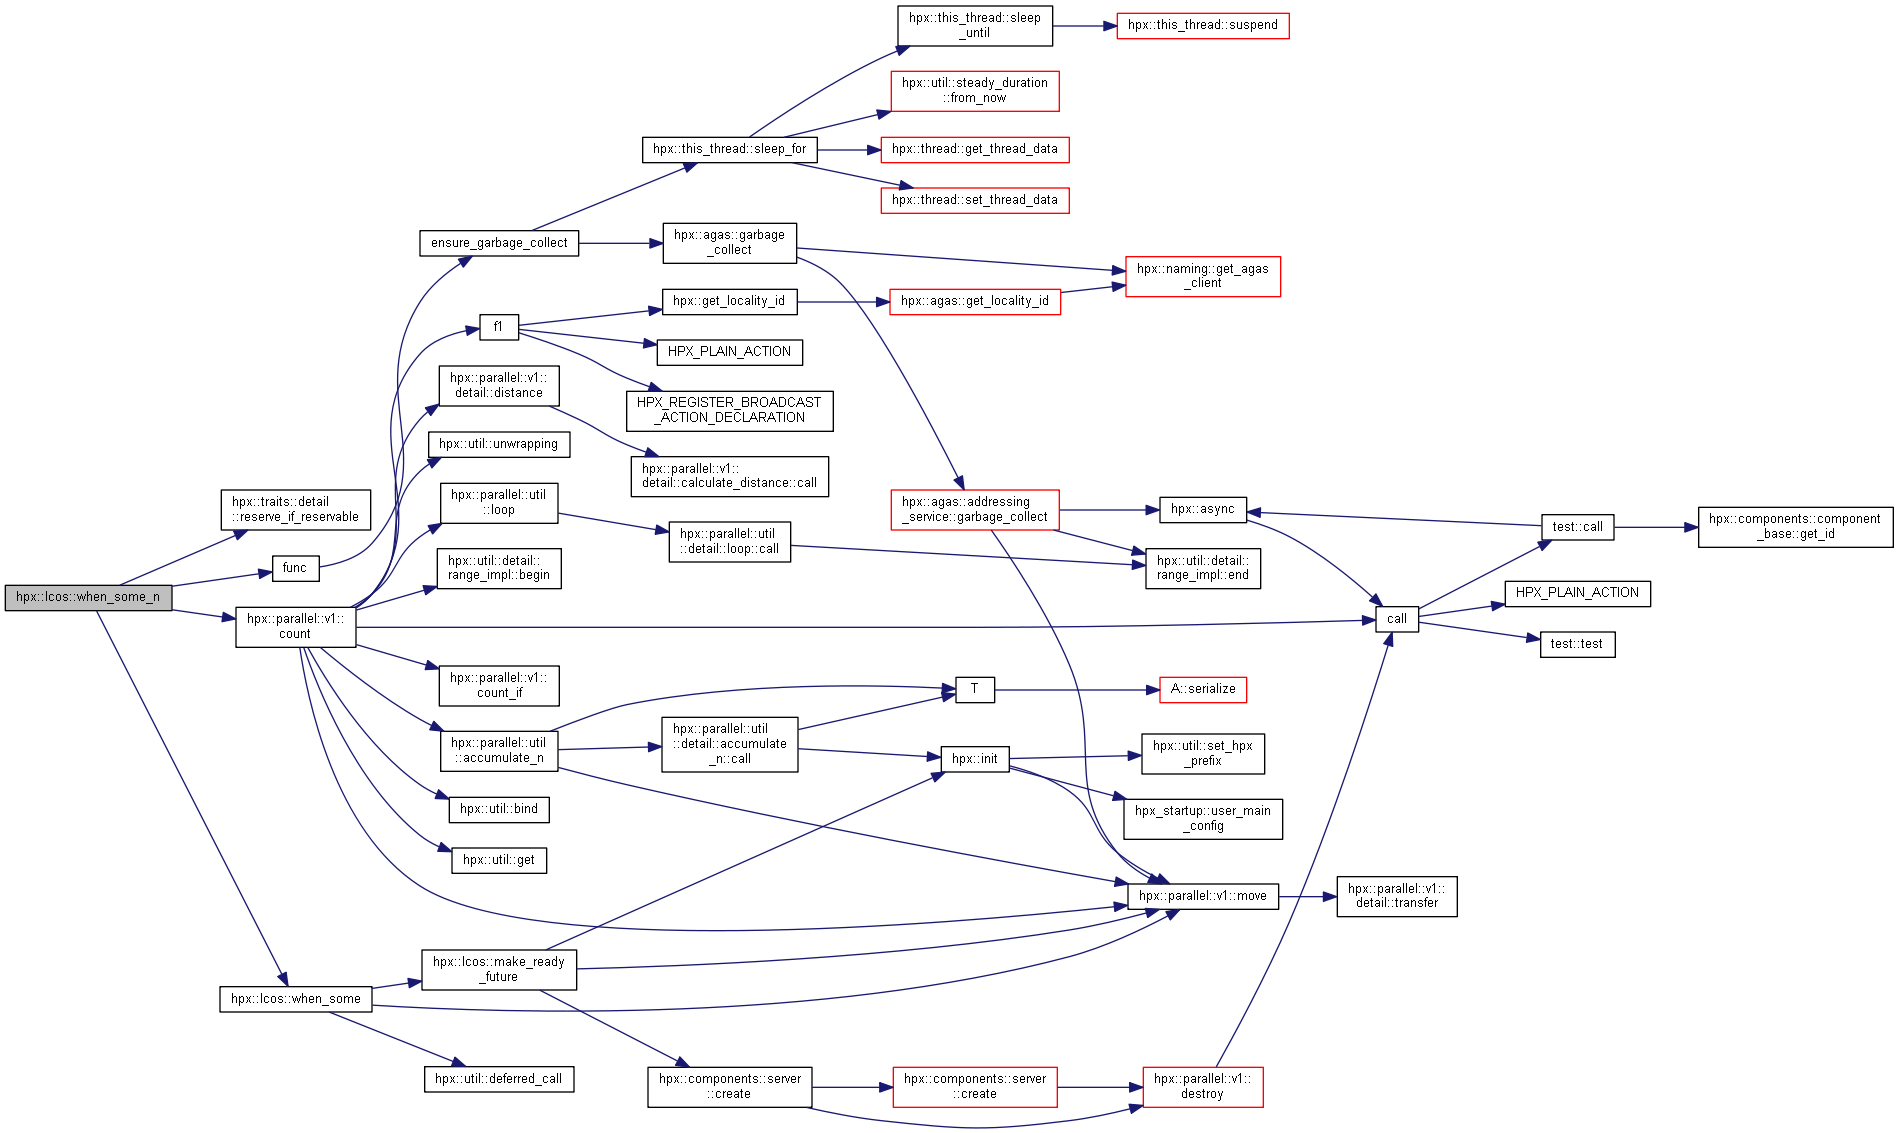 hpx::this_thread::sleep
_until
hpx::this_thread::suspend
hpx::util::steady_duration
::from_now
hpx::this_thread::sleep_for
hpx::thread::get_thread_data
hpx::thread::set_thread_data
ensure_garbage_collect
hpx::agas::garbage
_collect
hpx::naming::get_agas
_client
hpx::get_locality_id
hpx::agas::get_locality_id
f1
HPX_PLAIN_ACTION
hpx::parallel::v1::
detail::distance
HPX_REGISTER_BROADCAST
_ACTION_DECLARATION
hpx::util::unwrapping
hpx::parallel::v1::
detail::calculate_distance::call
hpx::traits::detail
::reserve_if_reservable
hpx::parallel::util
::loop
hpx::agas::addressing
_service::garbage_collect
hpx::async
test::call
hpx::components::component
_base::get_id
hpx::parallel::util
::detail::loop::call
func
hpx::util::detail::
range_impl::begin
hpx::util::detail::
range_impl::end
hpx::lcos::when_some_n
hpx::parallel::v1::
count
call
HPX_PLAIN_ACTION
test::test
hpx::parallel::v1::
count_if
T
A::serialize
hpx::parallel::util
::accumulate_n
hpx::parallel::util
::detail::accumulate
_n::call
hpx::init
hpx::util::set_hpx
_prefix
hpx::util::bind
hpx_startup::user_main
_config
hpx::util::get
hpx::parallel::v1::move
hpx::parallel::v1::
detail::transfer
hpx::lcos::make_ready
_future
hpx::lcos::when_some
hpx::util::deferred_call
hpx::components::server
::create
hpx::components::server
::create
hpx::parallel::v1::
destroy